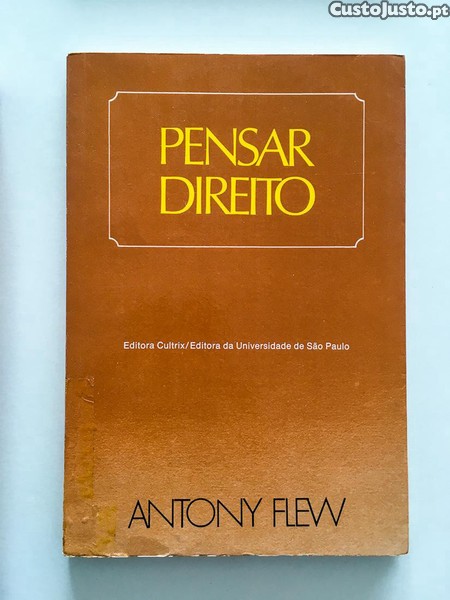 CustoJusto.pt
PENSAR
DIREITO
Editora Cultrix/Editora da Universidade de São Paulo
ANTONY FLEW